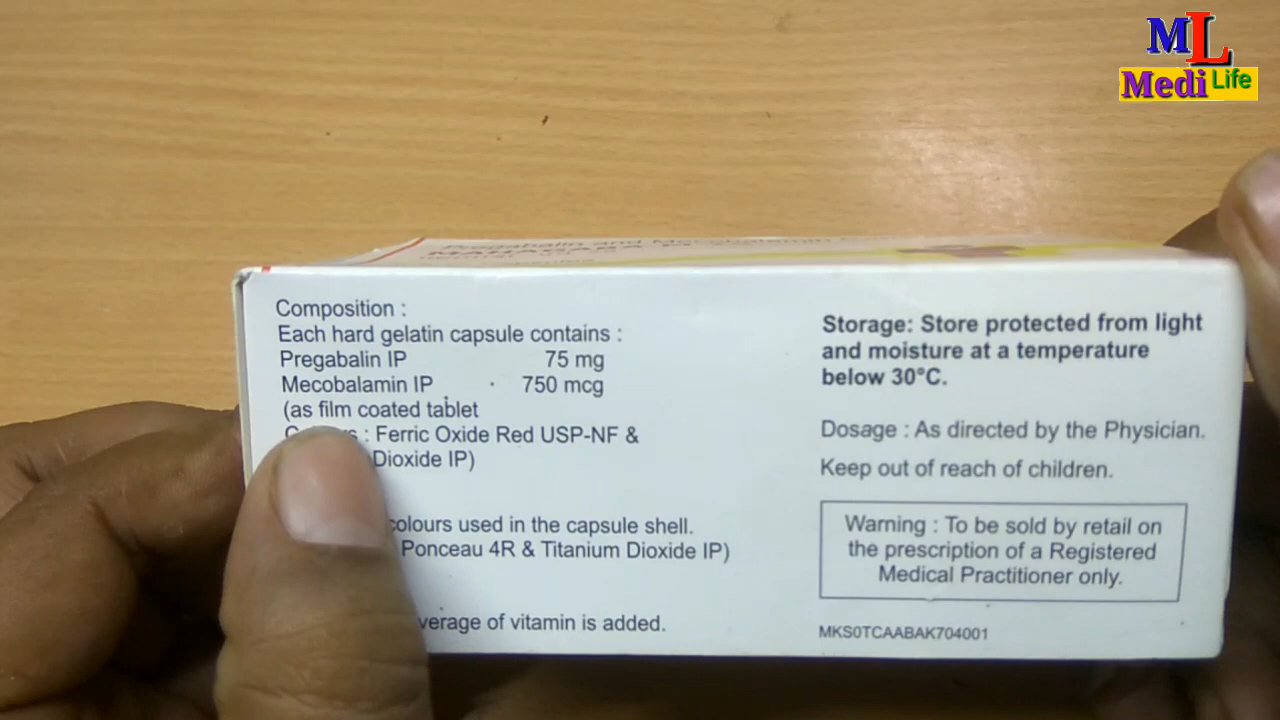 ML
Medi Life
Pregabalin and Mecobalamin
Composition :
Each hard gelatin capsule contains :
Pregabalin IP 75 mg
Mecobalamin IP 750 mcg
(as film coated tablet
: Ferric Oxide Red USP-NF &
Dioxide IP)
colours used in the capsule shell.
Ponceau 4R & Titanium Dioxide IP)
of vitamin is added.
Storage: Store protected from light
and moisture at a temperature
below 30°C.
Dosage : As directed by the Physician.
Keep out of reach of children.
Warning : To be sold by retail on
the prescription of a Registered
Medical Practitioner only.
MKS0TCAABAK704001